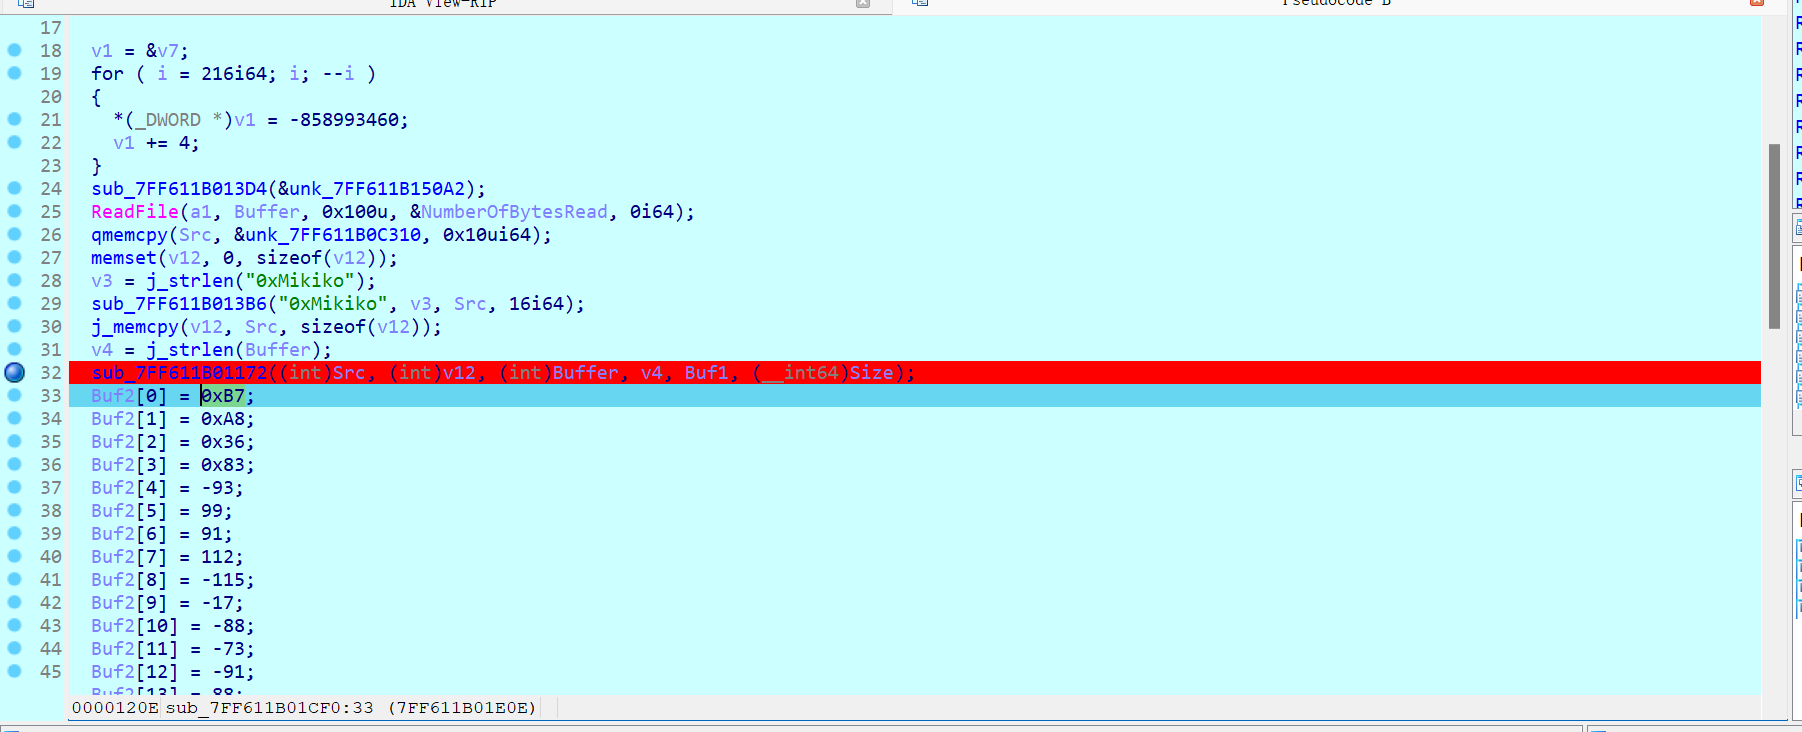 IDA View-RIP
Pseudocode B
17
18 v1 = &v7;
19 for ( i = 216i64; i; --i )
20 {
21 *(_DWORD *)v1 = -858993460;
22 v1 += 4;
23 }
24 sub_7FF611B013D4(&unk_7FF611B150A2);
25 ReadFile(a1, Buffer, 0x100u, &NumberOfBytesRead, 0i64);
26 qmemcpy(Src, &unk_7FF611B0C310, 0x10ui64);
27 memset(v12, 0, sizeof(v12));
28 v3 = j_strlen("0xMikiko");
29 sub_7FF611B013B6("0xMikiko", v3, Src, 16i64);
30 j_memcpy(v12, Src, sizeof(v12));
31 v4 = j_strlen(Buffer);
32 sub_7FF611B01172((int)Src, (int)v12, (int)Buffer, v4, Buf1, (__int64)Size);
33 Buf2[0] = 0xB7;
34 Buf2[1] = 0xA8;
35 Buf2[2] = 0x36;
36 Buf2[3] = 0x83;
37 Buf2[4] = -93;
38 Buf2[5] = 99;
39 Buf2[6] = 91;
40 Buf2[7] = 112;
41 Buf2[8] = -115;
42 Buf2[9] = -17;
43 Buf2[10] = -88;
44 Buf2[11] = -73;
45 Buf2[12] = -91;
Buf2[13] = 88;
0000120E sub_7FF611B01CF0:33 (7FF611B01E0E)